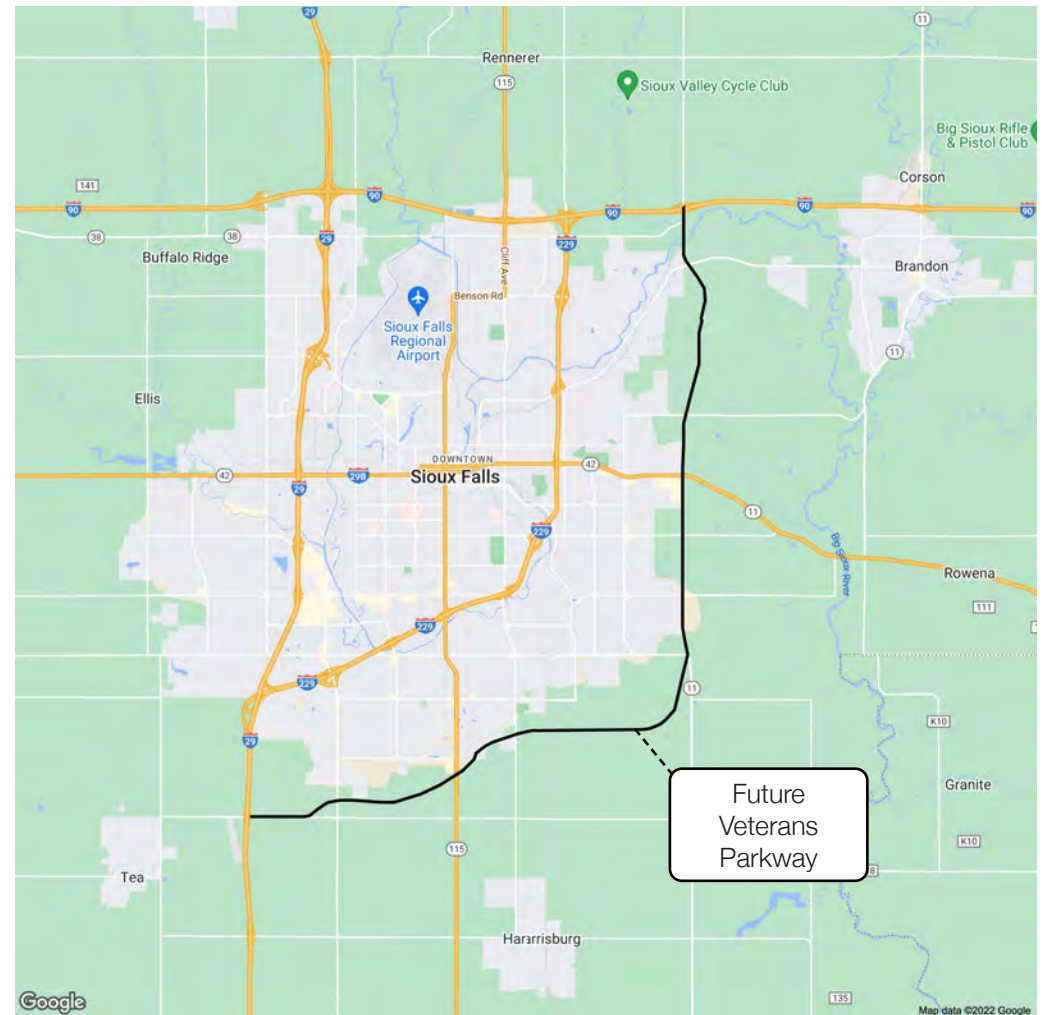 29
11
Rennerer
115
Sioux Valley Cycle Club
Big Sioux Rifle
& Pistol Club
Corson
141
90
90
90
90
90
38
38
29
229
Buffalo Ridge
Cliff Ave
Brandon
Benson Rd
Sioux Falls
Regional
Airport
11
Ellis
DOWNTOWN
Sioux Falls
42
29B
42
29
11
229
Big Sioux River
Rowena
111
229
229
11
K10
29
Future
Veterans
Parkway
Granite
K10
115
Tea
Hararrisburg
135
Google
Map data ©2022 Google